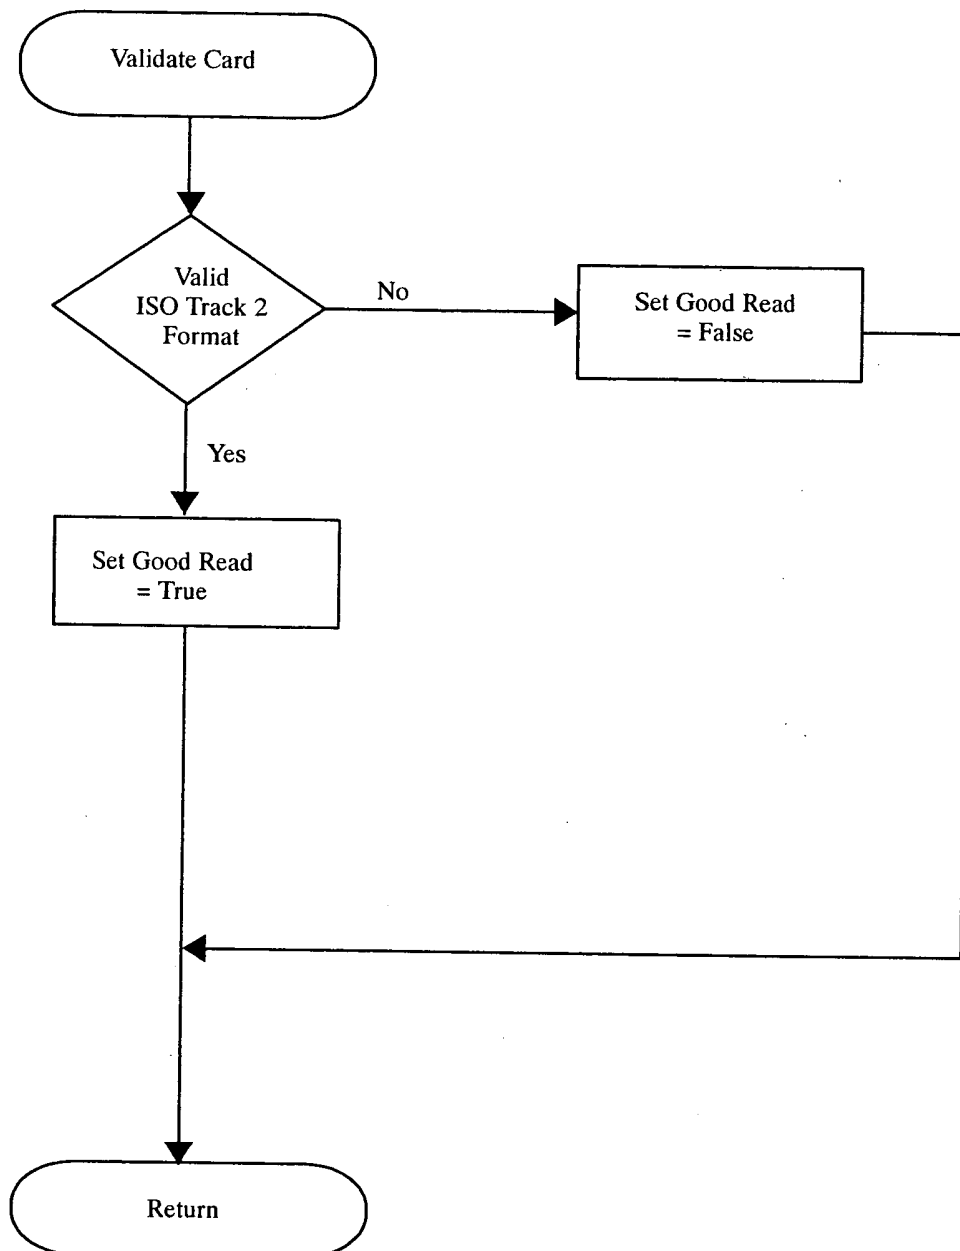 Validate Card
Valid
ISO Track 2
Format
No
Set Good Read
= False
Yes
Set Good Read
= True
Return